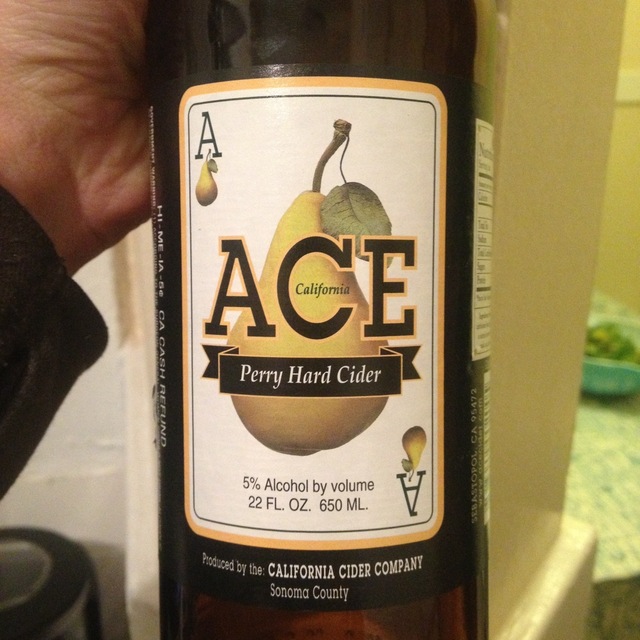 A
ACE
California
Perry Hard Cider
5% Alcohol by volume
22 FL. OZ. 650 ML.
A
Produced by the: CALIFORNIA CIDER COMPANY
Sonoma County
HI-ME-IA-5¢ CA CASH REFUND
SEBASTOPOL, CA 95472